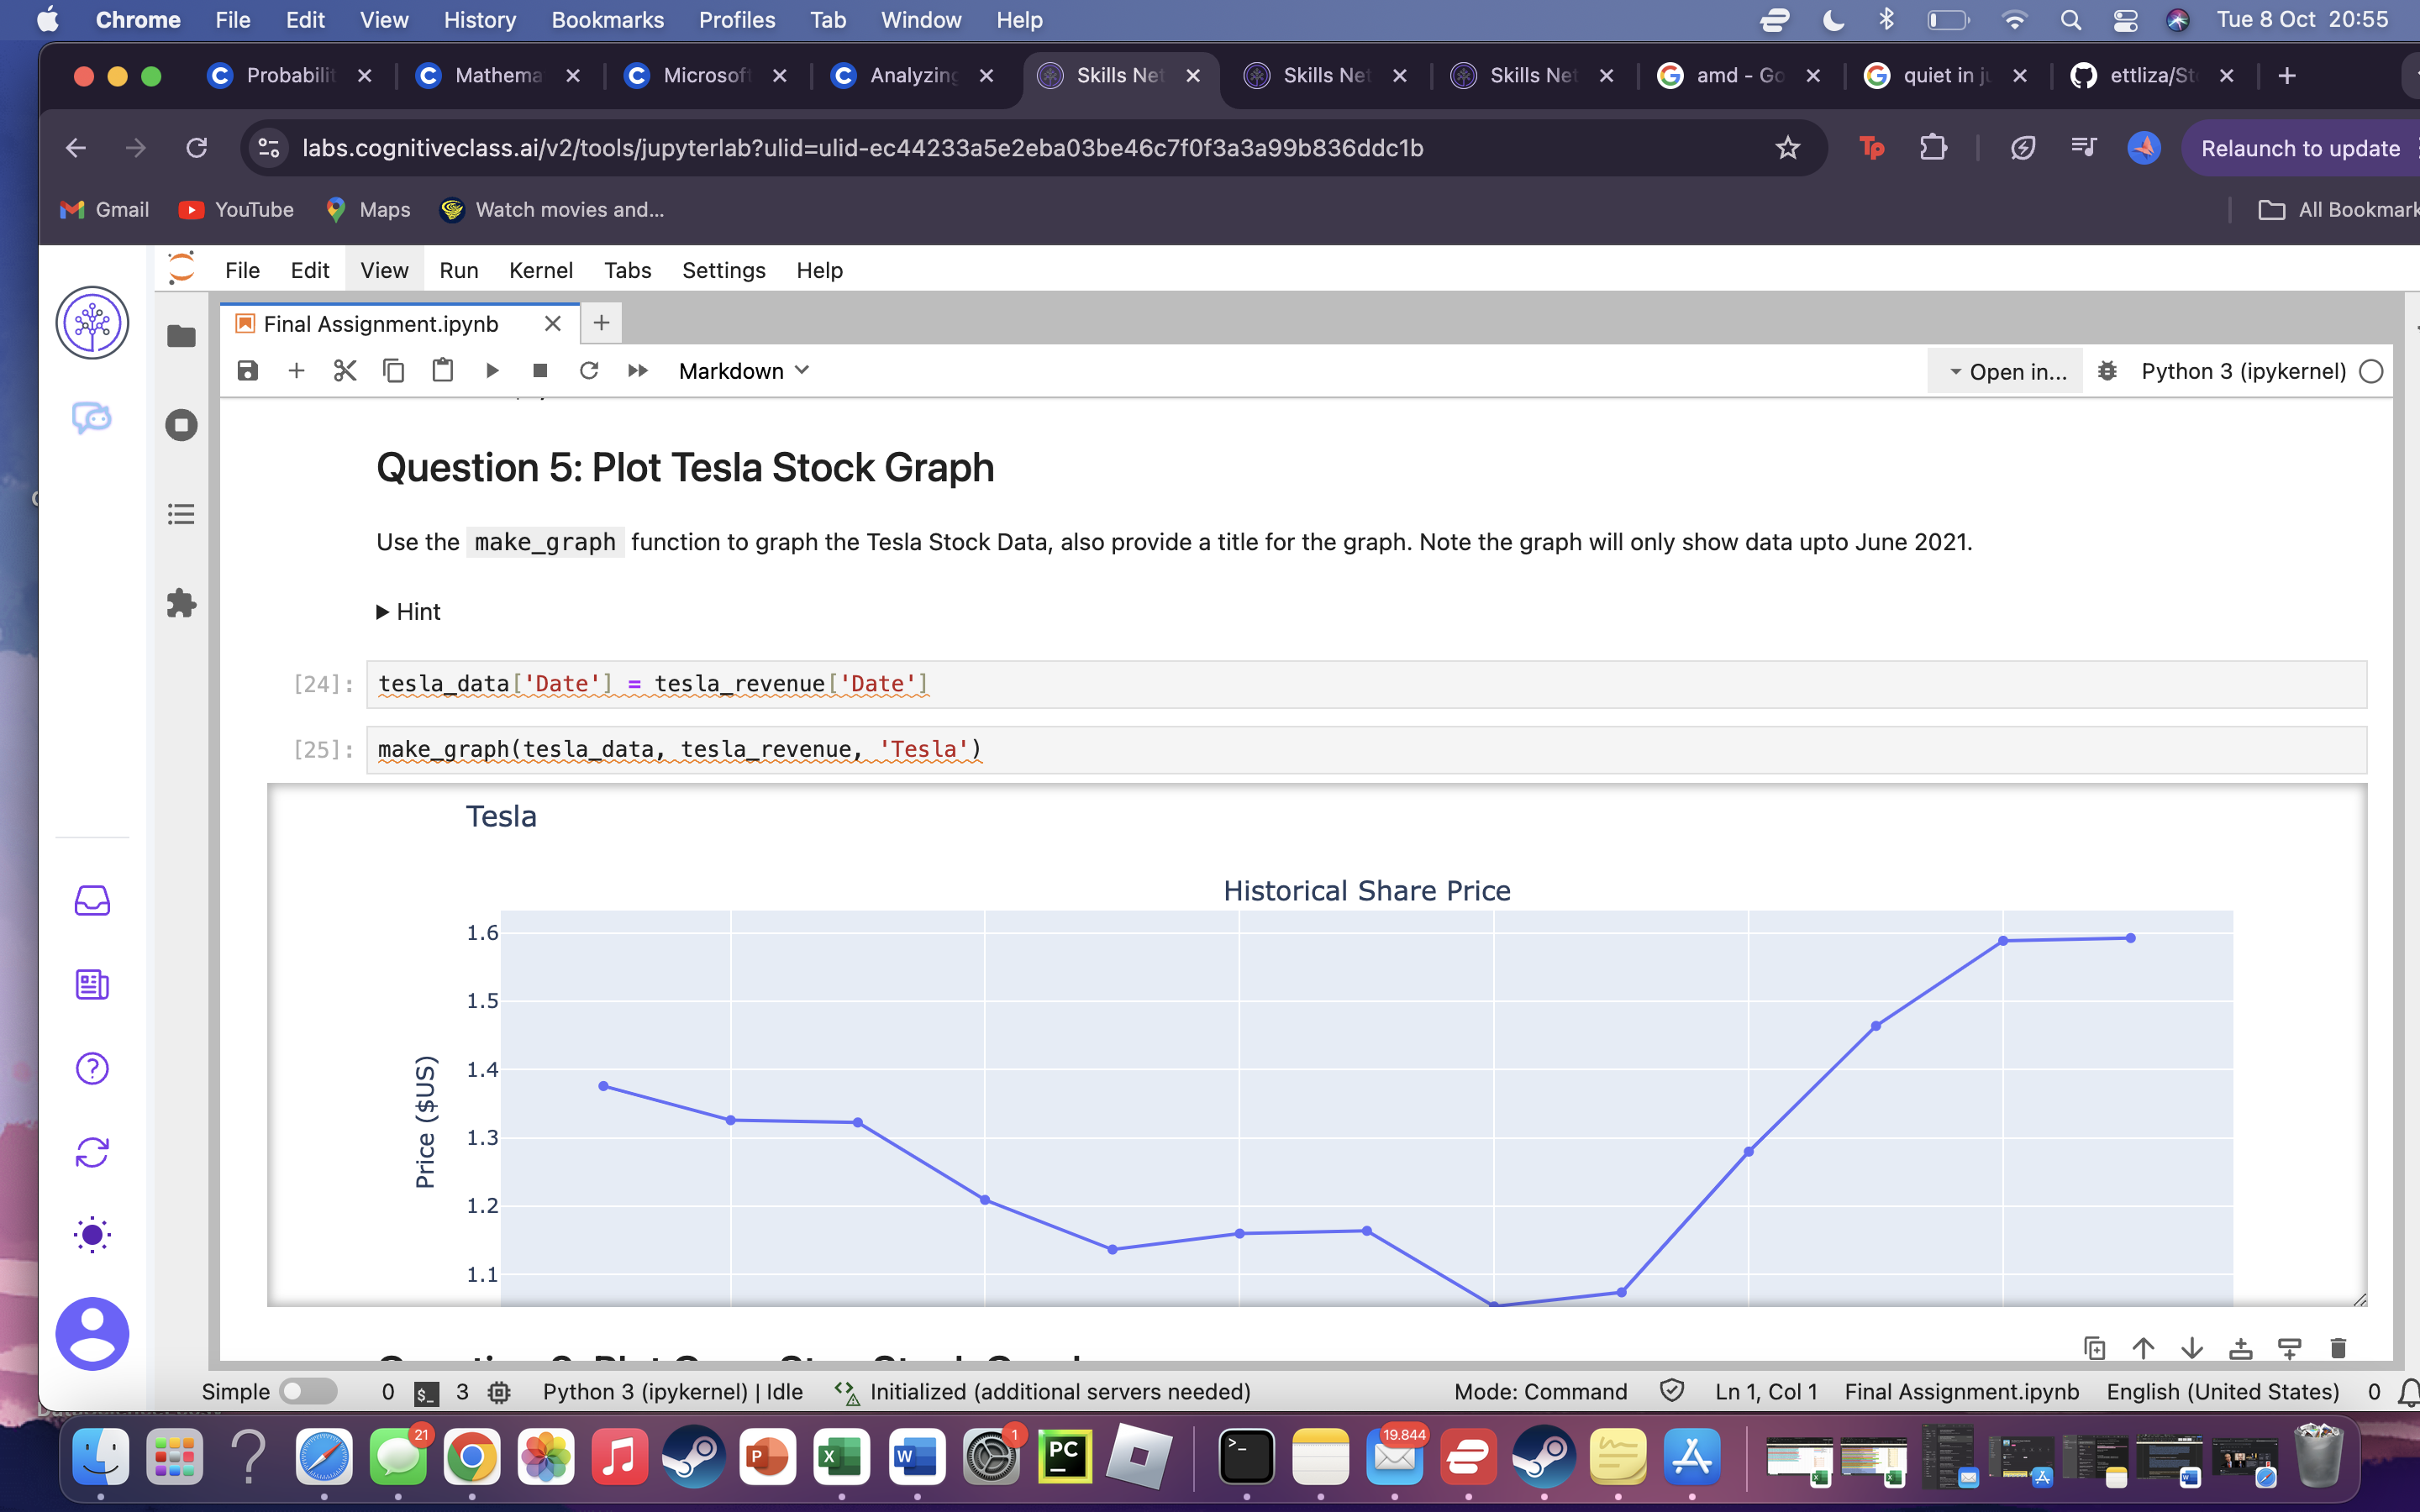 Chrome File Edit View History Bookmarks Profiles Tab Window Help Tue 8 Oct 20:55
Probabilit Mathema Microsoft Analyzing Skills Net Skills Net Skills Net amd - Go quiet in ju ettliza/St
labs.cognitiveclass.ai/v2/tools/jupyterlab?ulid=ulid-ec44233a5e2eba03be46c7f0f3a3a99b836ddc1b Relaunch to update
Gmail YouTube Maps Watch movies and... All Bookmark
File Edit View Run Kernel Tabs Settings Help
Final Assignment.ipynb
Markdown Open in... Python 3 (ipykernel)
Question 5: Plot Tesla Stock Graph
Use the make_graph function to graph the Tesla Stock Data, also provide a title for the graph. Note the graph will only show data upto June 2021.
Hint
[24]: tesla_data['Date'] = tesla_revenue['Date']
[25]: make_graph(tesla_data, tesla_revenue, 'Tesla')
Tesla
Historical Share Price
Price ($US)
1.6
1.5
1.4
1.3
1.2
1.1
Simple 0 $_ 3 Python 3 (ipykernel) | Idle Initialized (additional servers needed) Mode: Command Ln 1, Col 1 Final Assignment.ipynb English (United States) 0
21 1 PC 19.844